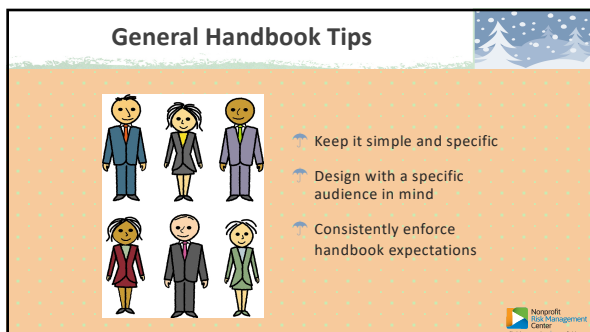 General Handbook Tips
Keep it simple and specific
Design with a specific
audience in mind
Consistently enforce
handbook expectations
Nonprofit
Risk Management
Center